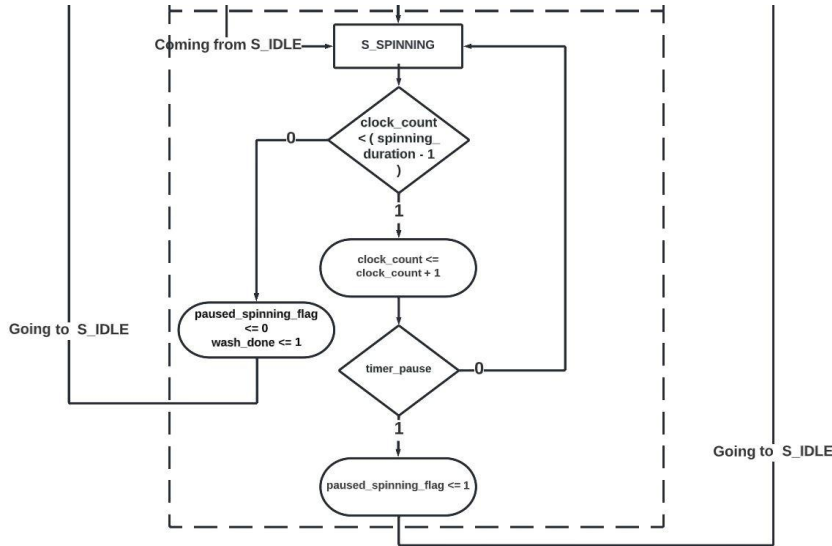 Coming from S_IDLE
S_SPINNING
clock_count
< ( spinning_
duration - 1
)
0
1
clock_count <=
clock_count + 1
paused_spinning_flag
<= 0
wash_done <= 1
Going to S_IDLE
timer_pause
0
1
Going to S_IDLE
paused_spinning_flag <= 1